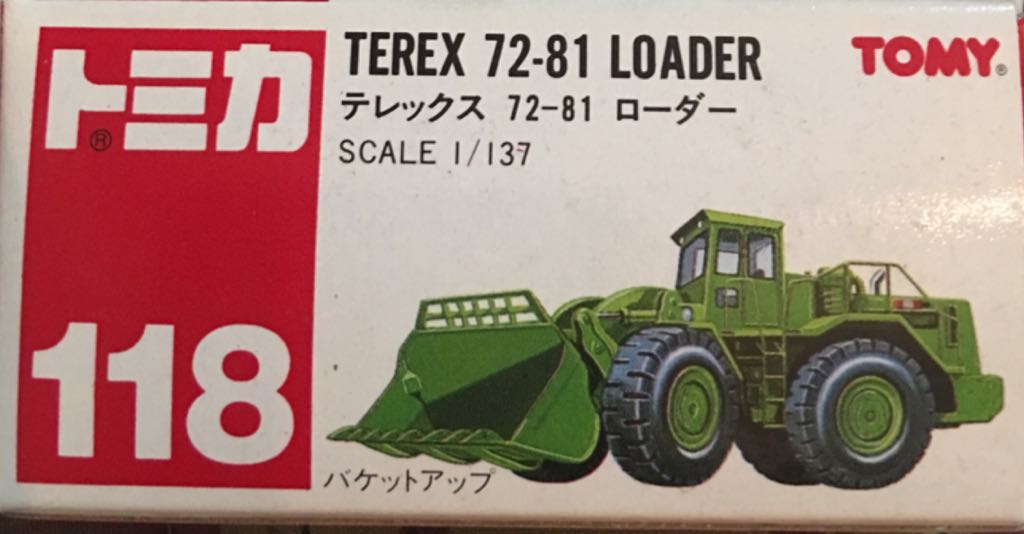 トミカ®
118
TEREX 72-81 LOADER
テレックス 72-81 ローダー
SCALE 1/137
TOMY®
バケットアップ